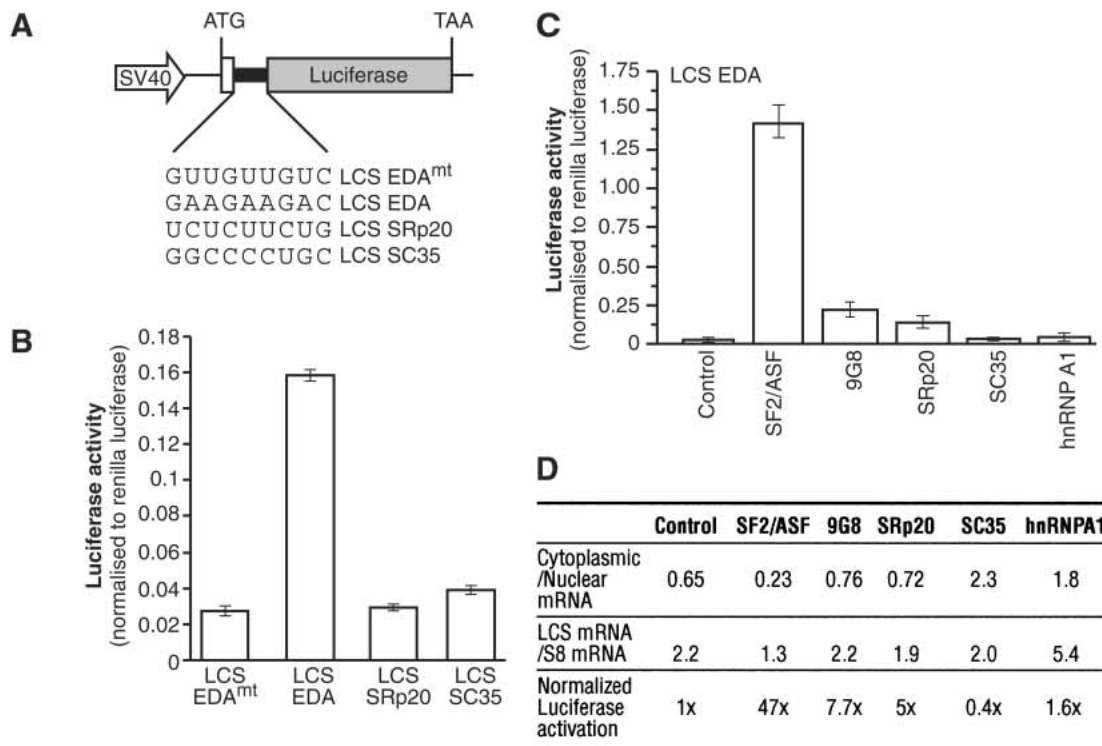 A
ATG
TAA
SV40
Luciferase
GUUGUUGUC LCS EDAmt
GAAGAAGAC LCS EDA
UCUCUUCUG LCS SRp20
GGCCCCUGC LCS SC35
B
Luciferase activity
(normalised to renilla luciferase)
0.18
0.16
0.14
0.12
0.1
0.08
0.06
0.04
0.02
0
LCS EDAmt
LCS EDA
LCS SRp20
LCS SC35
C
Luciferase activity
(normalised to renilla luciferase)
LCS EDA
1.75
1.50
1.25
1.00
0.75
0.50
0.25
0
Control
SF2/ASF
9G8
SRp20
SC35
hnRNP A1
D
Control SF2/ASF 9G8 SRp20 SC35 hnRNPA1
Cytoplasmic
/Nuclear 0.65 0.23 0.76 0.72 2.3 1.8
mRNA
LCS mRNA
/S8 mRNA 2.2 1.3 2.2 1.9 2.0 5.4
Normalized
Luciferase 1x 47x 7.7x 5x 0.4x 1.6x
activation